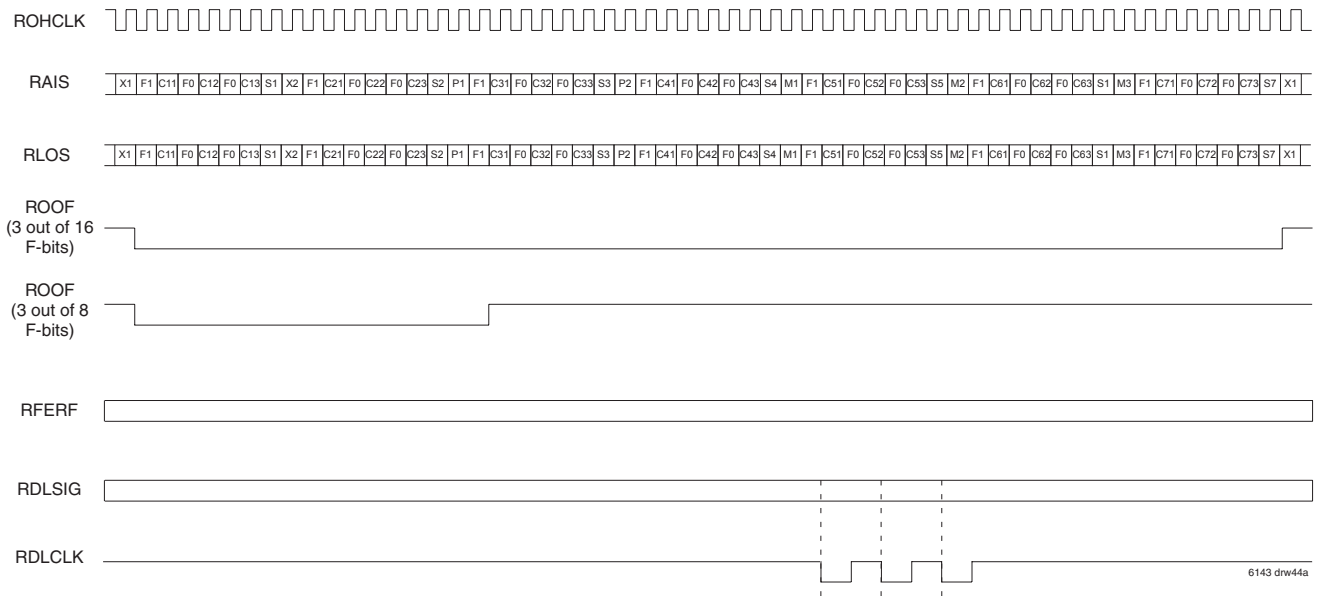 ROHCLK
RAIS
X1 F1 C11 F0 C12 F0 C13 S1 X2 F1 C21 F0 C22 F0 C23 S2 P1 F1 C31 F0 C32 F0 C33 S3 P2 F1 C41 F0 C42 F0 C43 S4 M1 F1 C51 F0 C52 F0 C53 S5 M2 F1 C61 F0 C62 F0 C63 S1 M3 F1 C71 F0 C72 F0 C73 S7 X1
RLOS
X1 F1 C11 F0 C12 F0 C13 S1 X2 F1 C21 F0 C22 F0 C23 S2 P1 F1 C31 F0 C32 F0 C33 S3 P2 F1 C41 F0 C42 F0 C43 S4 M1 F1 C51 F0 C52 F0 C53 S5 M2 F1 C61 F0 C62 F0 C63 S1 M3 F1 C71 F0 C72 F0 C73 S7 X1
ROOF
(3 out of 16
F-bits)
ROOF
(3 out of 8
F-bits)
RFERF
RDLSIG
RDLCLK
6143 drw44a